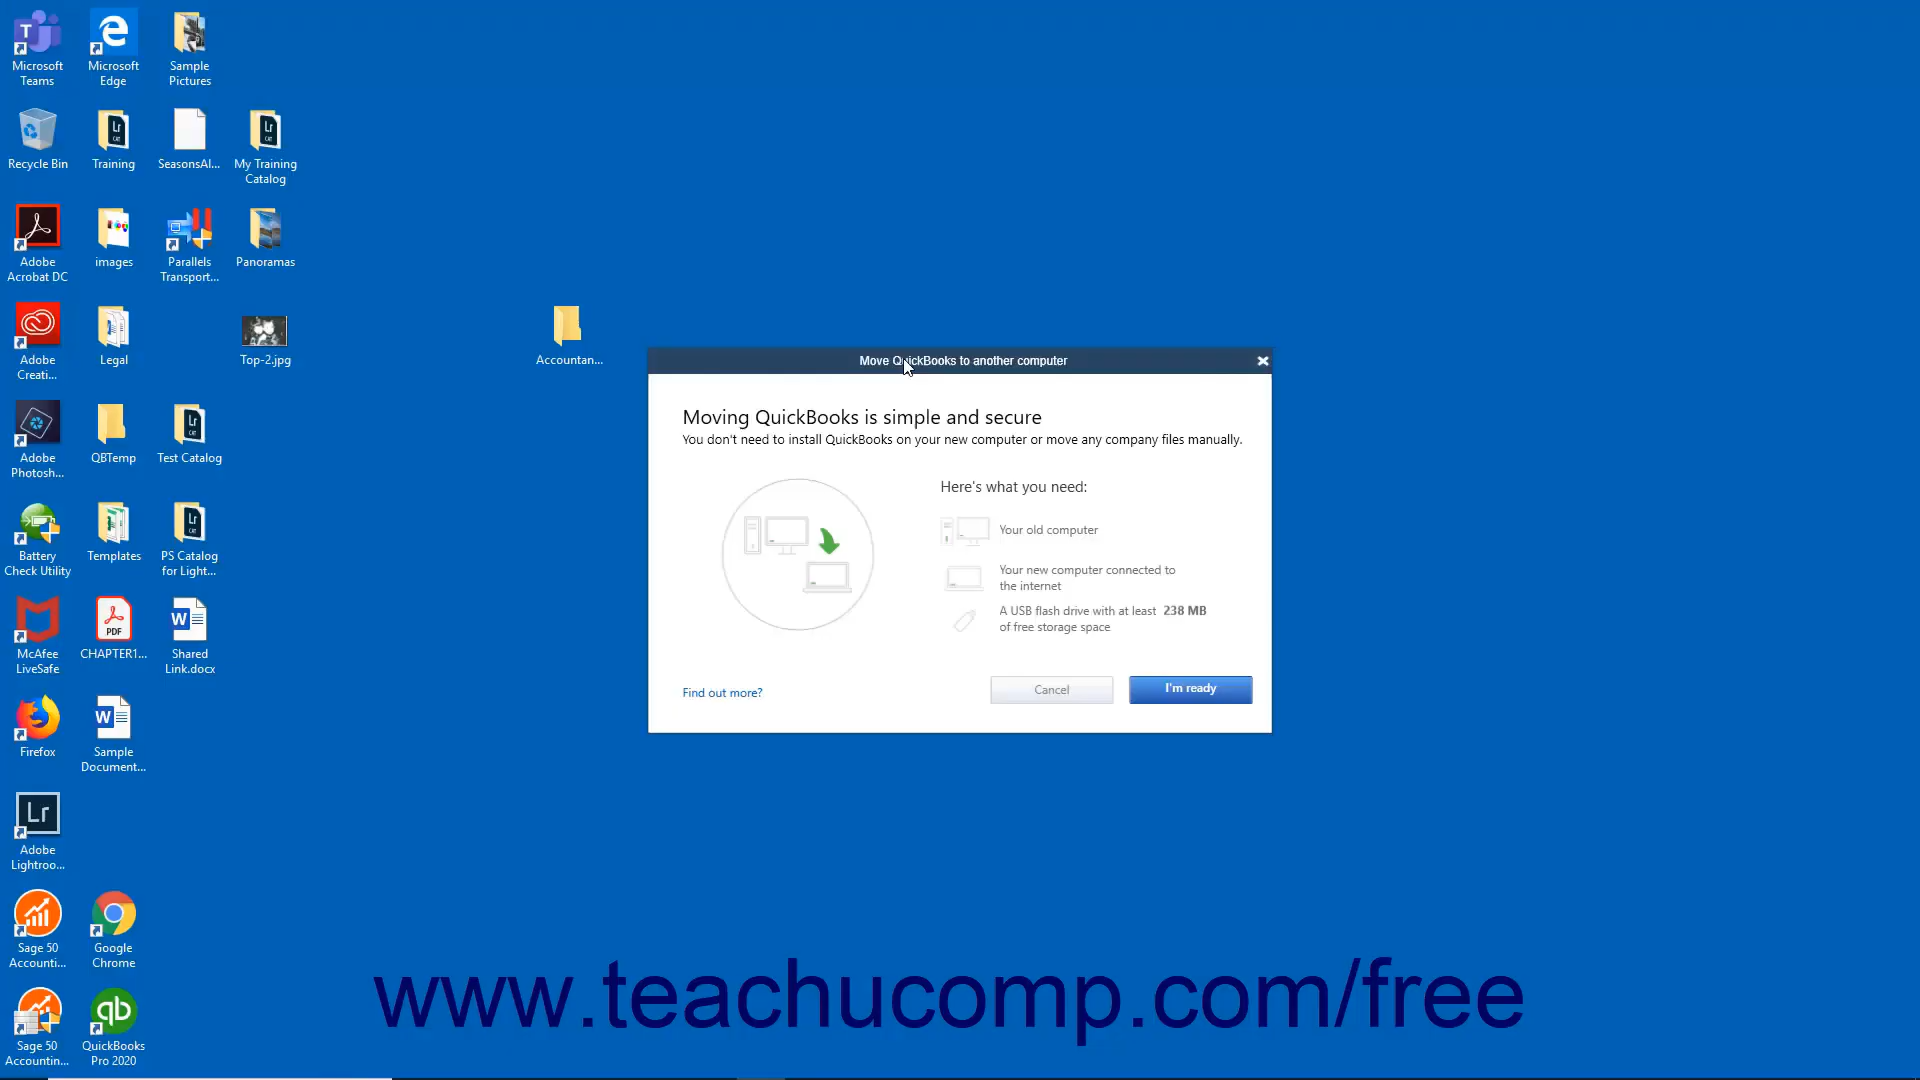 Microsoft
Teams
Microsoft
Edge
Sample
Pictures
Recycle Bin
Training
SeasonsAl...
My Training
Catalog
Adobe
Acrobat DC
images
Parallels
Transport...
Panoramas
Adobe
Creati...
Legal
Top-2.jpg
Accountan...
Adobe
Photosh...
QBTemp
Test Catalog
Battery
Check Utility
Templates
PS Catalog
for Light...
McAfee
LiveSafe
PDF
CHAPTER1...
Shared
Link.docx
Firefox
Sample
Document...
Lr
Adobe
Lightroo...
Sage 50
Accounti...
Google
Chrome
Sage 50
Accountin...
qb
QuickBooks
Pro 2020
Move QuickBooks to another computer
Moving QuickBooks is simple and secure
You don't need to install QuickBooks on your new computer or move any company files manually.
Here's what you need:
Your old computer
Your new computer connected to
the internet
A USB flash drive with at least 238 MB
of free storage space
Find out more?
Cancel
I'm ready
www.teachucomp.com/free